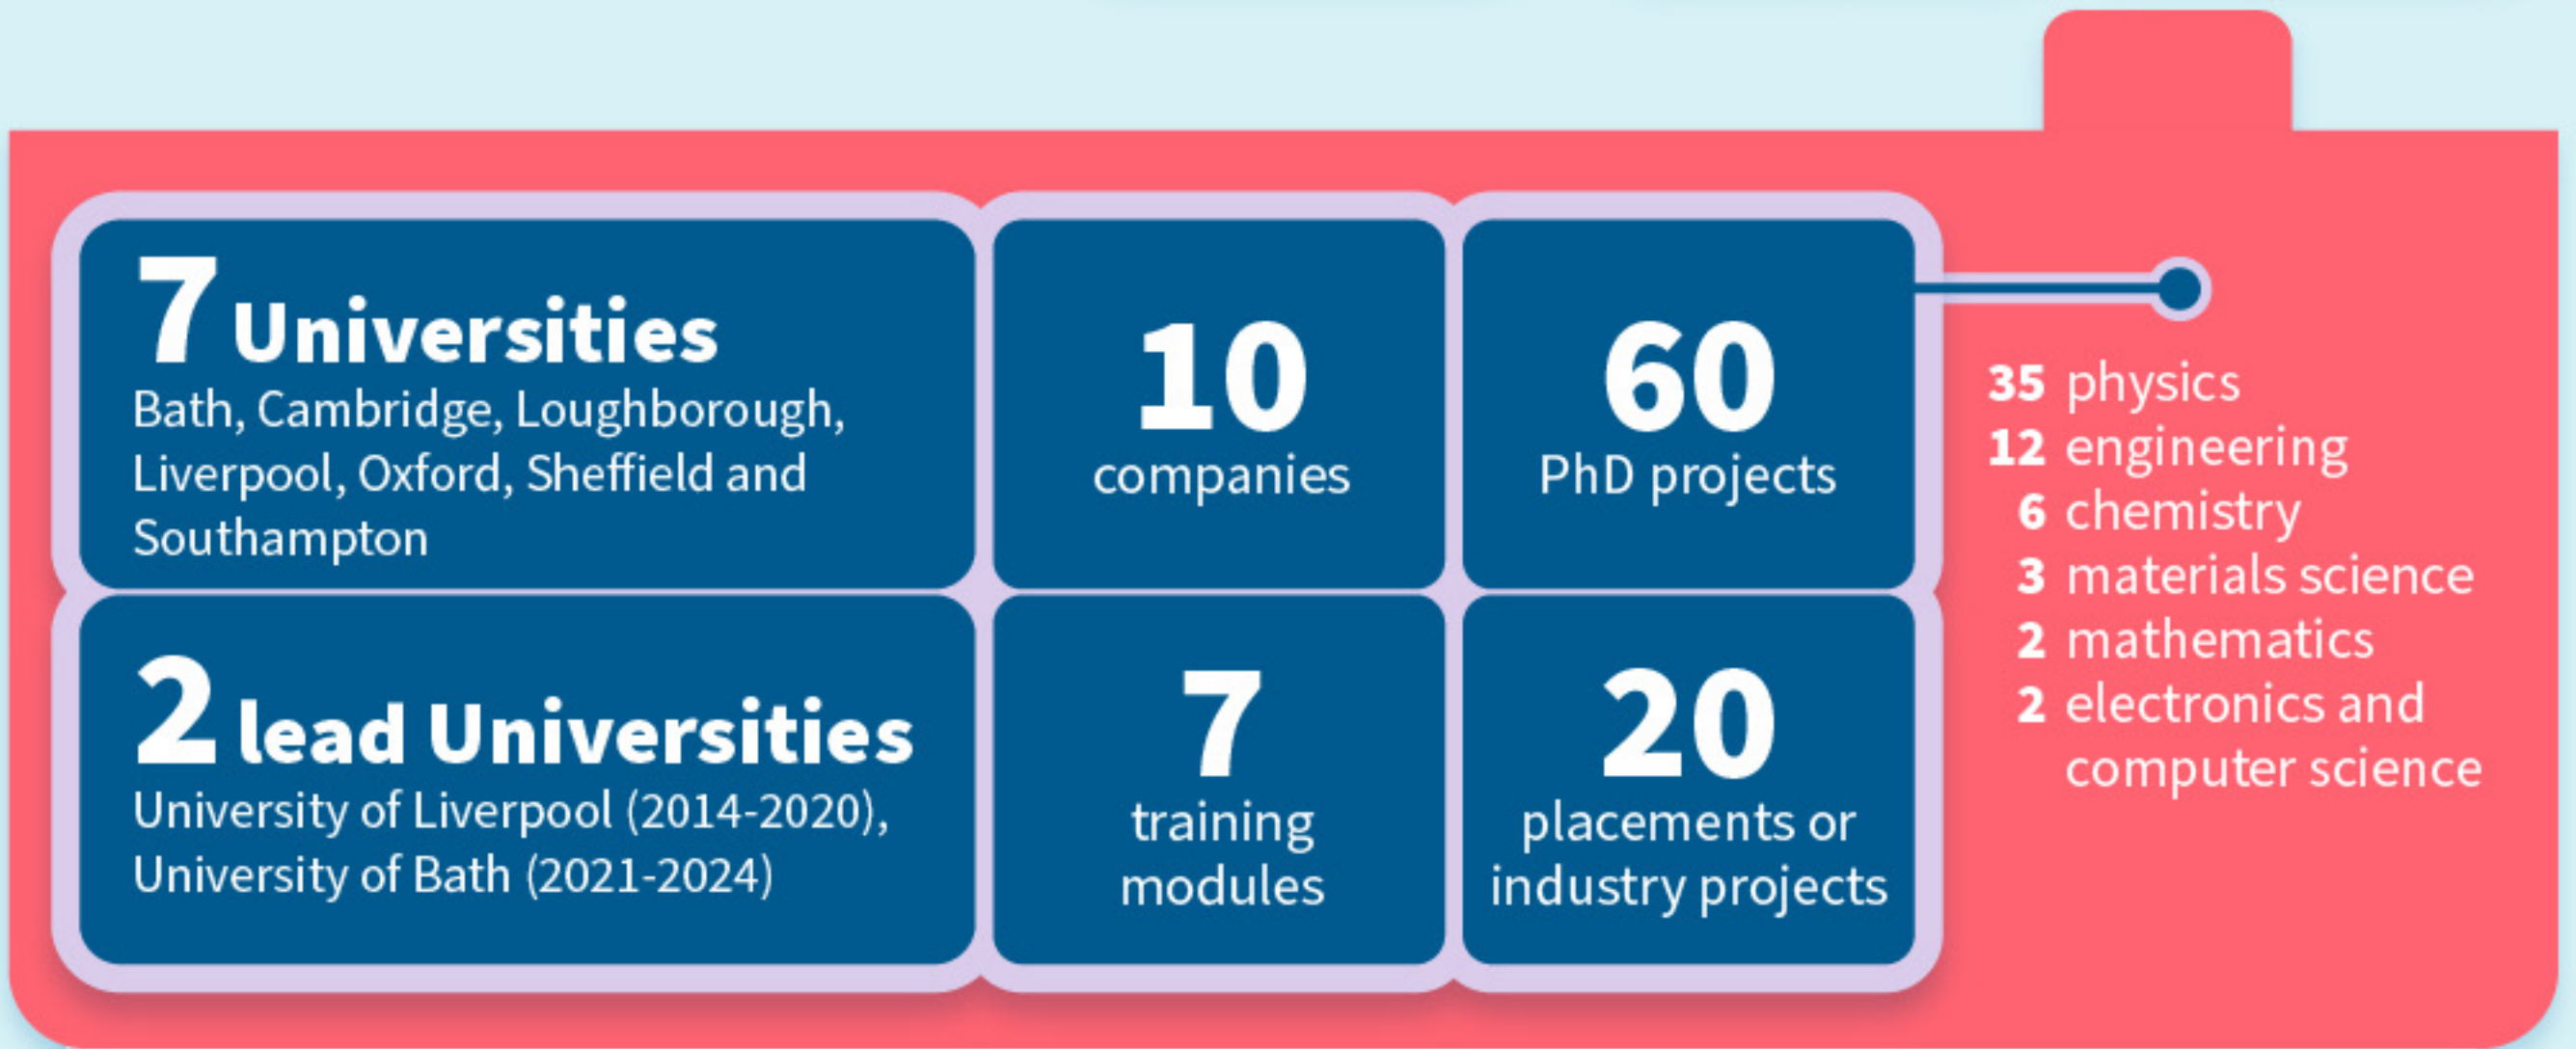 7 Universities
Bath, Cambridge, Loughborough,
Liverpool, Oxford, Sheffield and
Southampton
10
companies
60
PhD projects
35 physics
12 engineering
6 chemistry
3 materials science
2 mathematics
2 electronics and
computer science
2 lead Universities
University of Liverpool (2014-2020),
University of Bath (2021-2024)
7
training
modules
20
placements or
industry projects